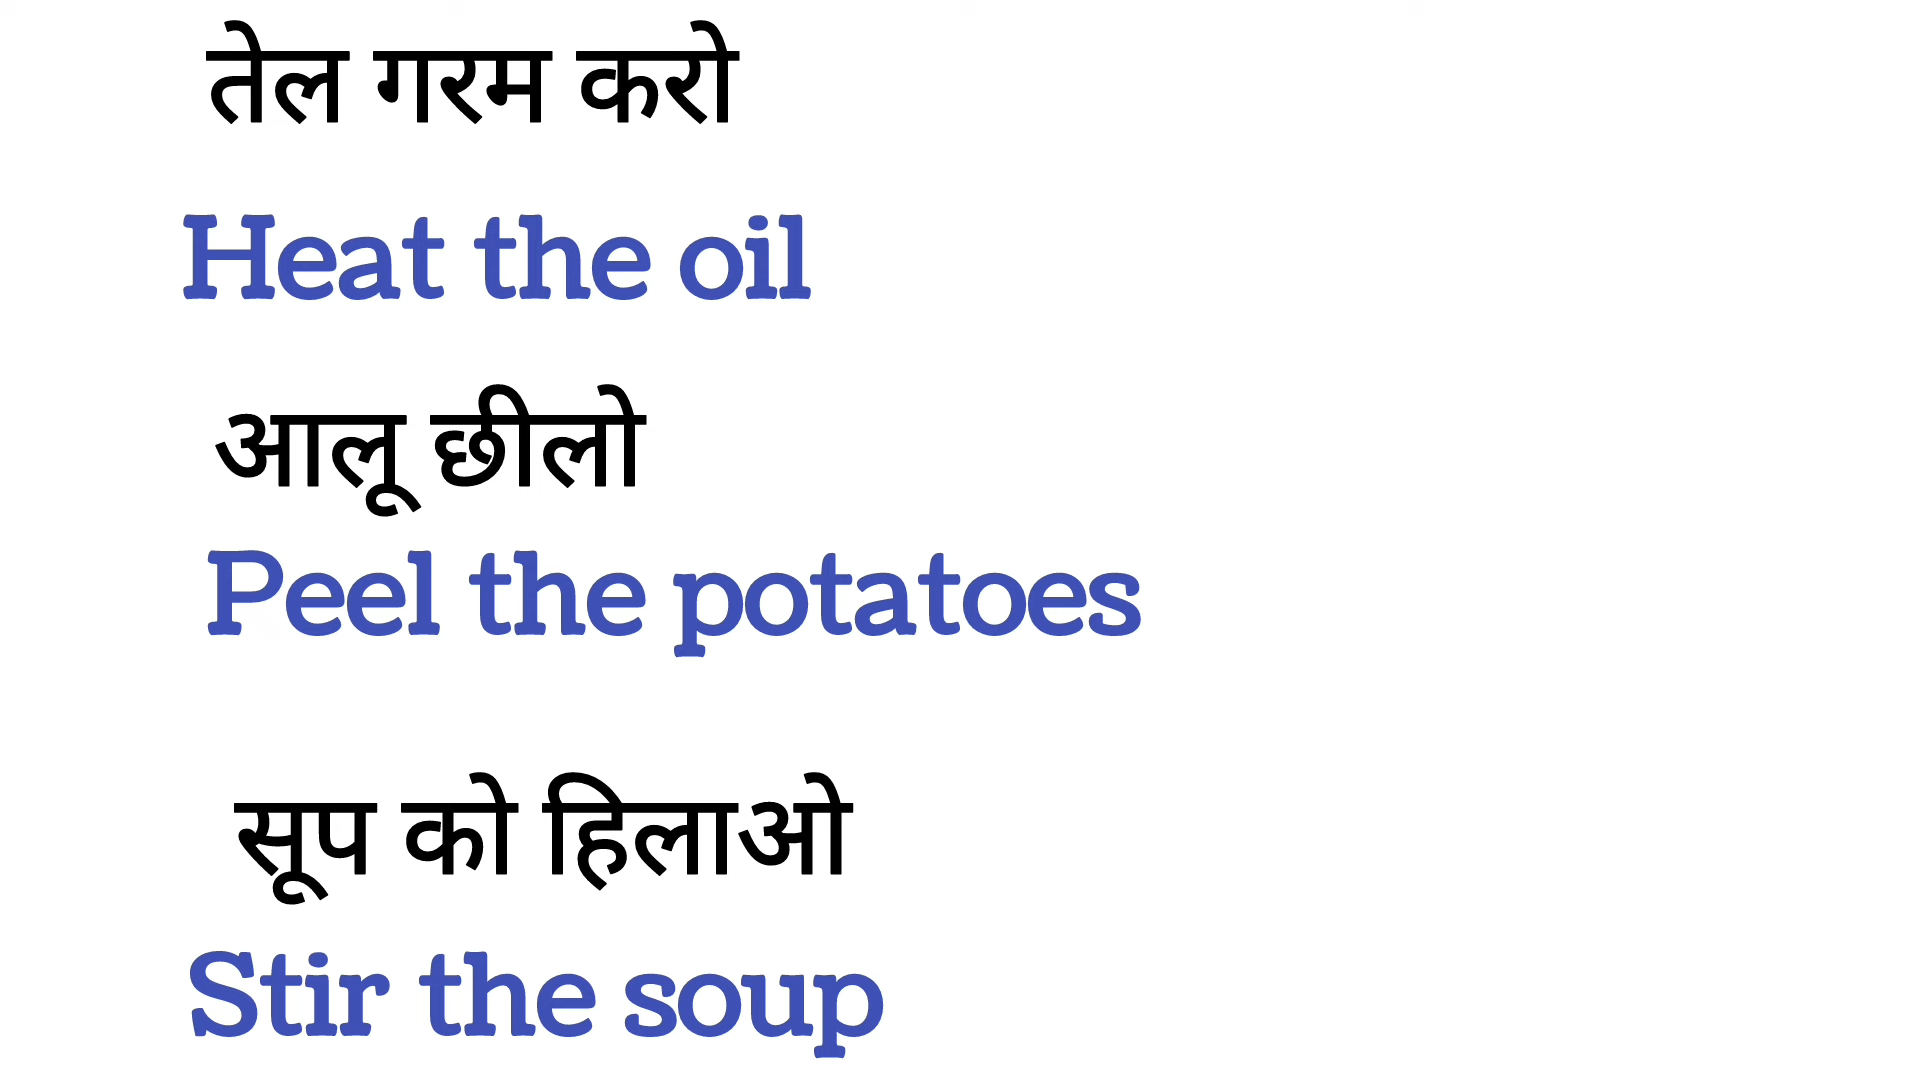 तेल गरम करो
Heat the oil
आलू छीलो
Peel the potatoes
सूप को हिलाओ
Stir the soup